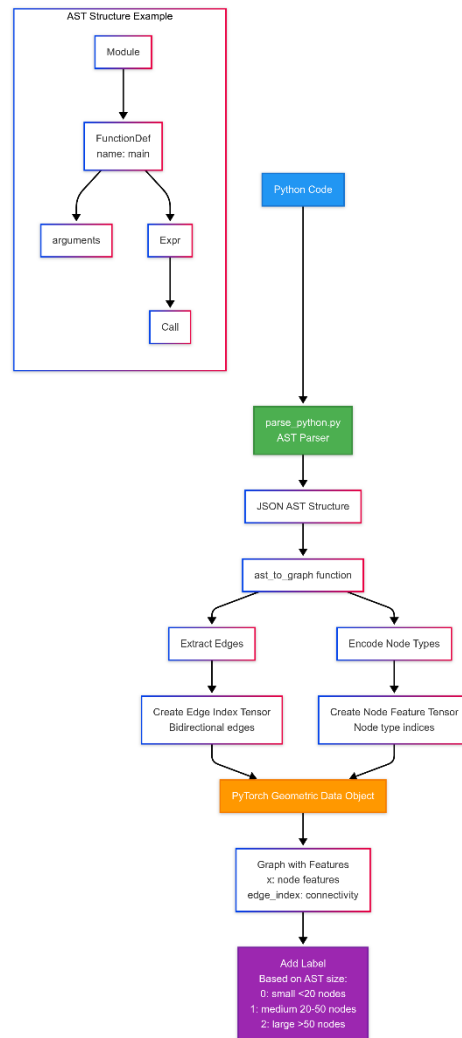 AST Structure Example
Module
FunctionDef
name: main
arguments
Expr
Call
Python Code
parse_python.py
AST Parser
JSON AST Structure
ast_to_graph function
Extract Edges
Encode Node Types
Create Edge Index Tensor
Bidirectional edges
Create Node Feature Tensor
Node type indices
PyTorch Geometric Data Object
Graph with Features
x: node features
edge_index: connectivity
Add Label
Based on AST size:
0: small <20 nodes
1: medium 20-50 nodes
2: large >50 nodes